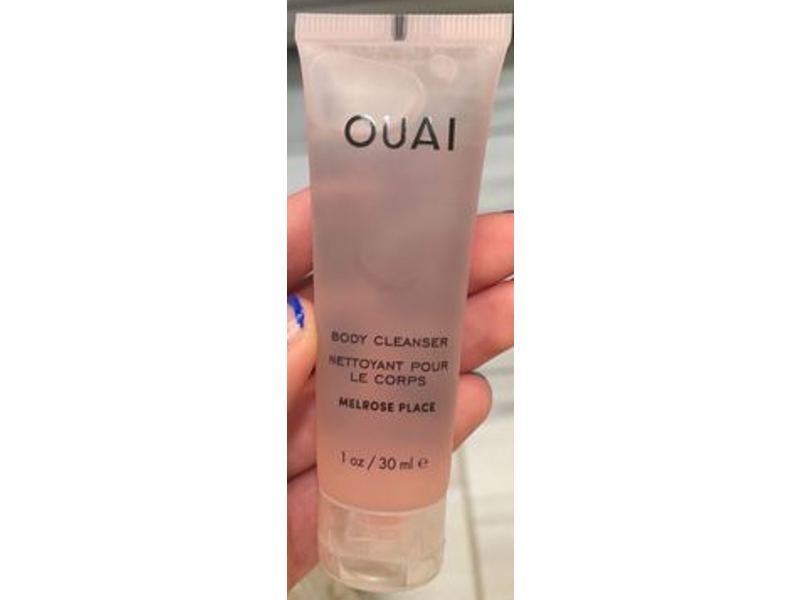 OUAI
BODY CLEANSER
NETTOYANT POUR
LE CORPS
MELROSE PLACE
1 oz / 30 ml ℮